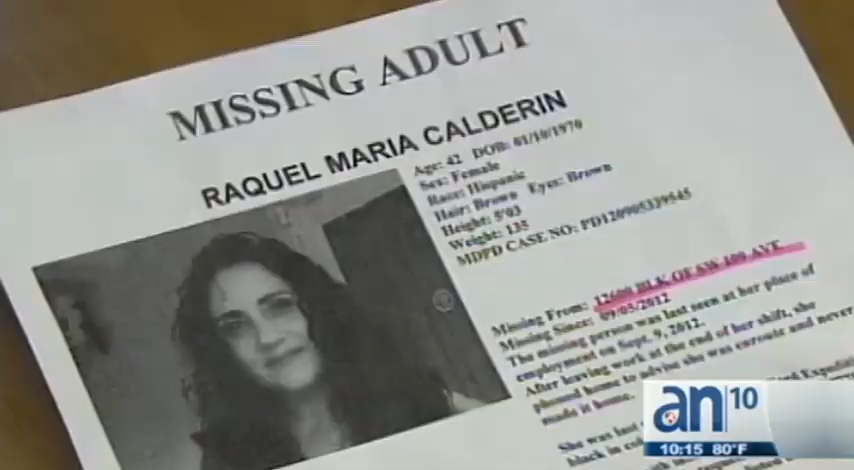 MISSING ADULT
RAQUEL MARIA CALDERIN
Age: 42 DOB: 01/10/1970
Sex: Female
Race: Hispanic
Hair: Brown Eyes: Brown
Height: 5'03
Weight: 135
MDPD CASE NO: PD120905339545
Missing From: 12600 BLK OF SW 100 AVE
Missing Since: 09/05/2012
The missing person was last seen at her place of
employment on Sept. 9, 2012.
After leaving work at the end of her shift, she
phoned home to advise she was enroute and never
made it home.
She was last
black in
an 10
10:15 80°F